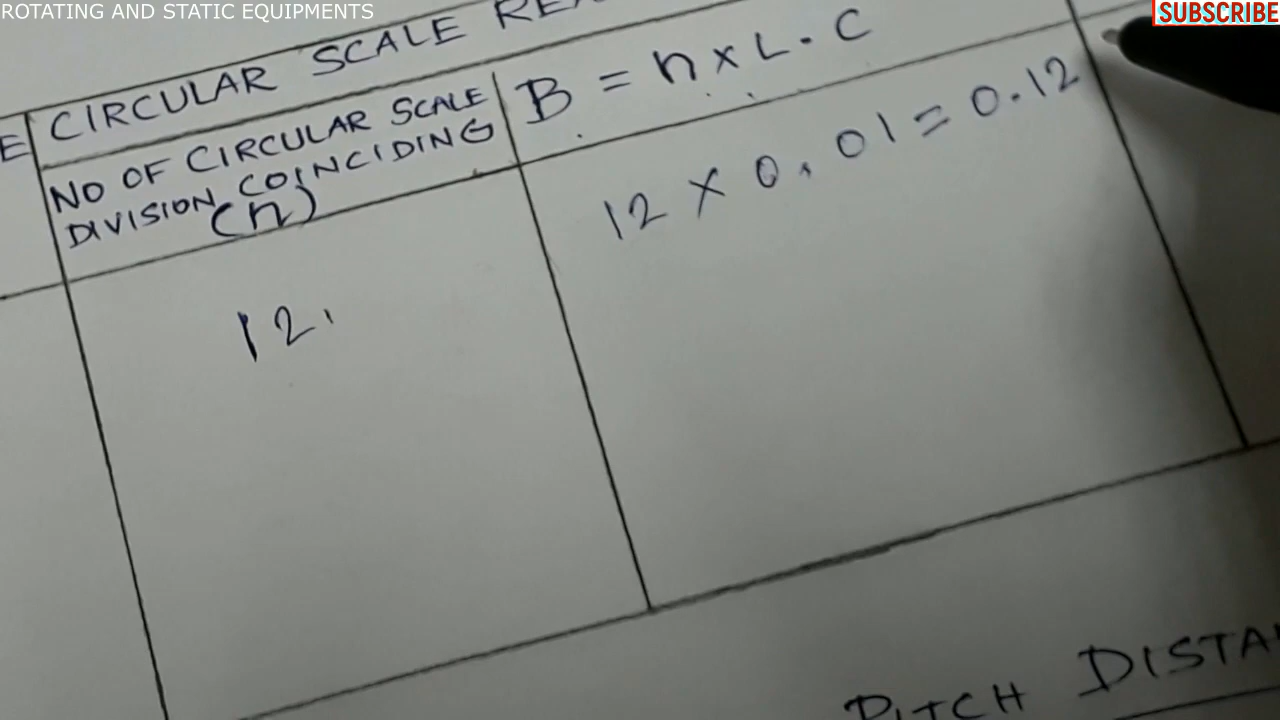 ROTATING AND STATIC EQUIPMENTS
SUBSCRIBE
CIRCULAR SCALE
E
NO OF CIRCULAR SCALE
DIVISION COINCIDING
(n)
B = n x L . C
12.
12 x 0.01 = 0.12
PITCH